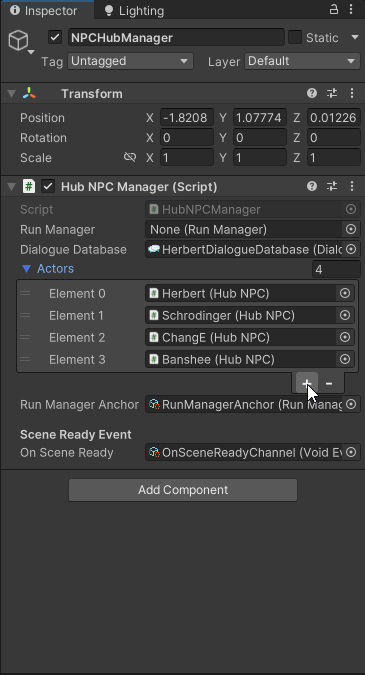 Inspector Lighting
NPCHubManager Static
Tag Untagged Layer Default
Transform
Position X -1.8208 Y 1.07774 Z 0.01226
Rotation X 0 Y 0 Z 0
Scale X 1 Y 1 Z 1
# Hub NPC Manager (Script)
Script # HubNPCManager
Run Manager None (Run Manager)
Dialogue Database HerbertDialogueDatabase (Dialo
Actors 4
Element 0 # Herbert (Hub NPC)
Element 1 # Schrodinger (Hub NPC)
Element 2 # ChangE (Hub NPC)
Element 3 # Banshee (Hub NPC)
+ -
Run Manager Anchor RunManagerAnchor (Run Manag
Scene Ready Event
On Scene Ready OnSceneReadyChannel (Void Ev
Add Component